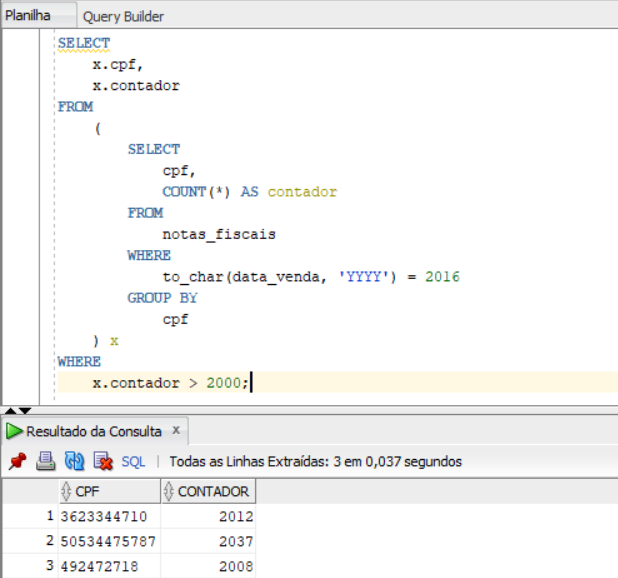 Planilha Query Builder
SELECT
x.cpf,
x.contador
FROM
(
SELECT
cpf,
COUNT(*) AS contador
FROM
notas_fiscais
WHERE
to_char(data_venda, 'YYYY') = 2016
GROUP BY
cpf
) x
WHERE
x.contador > 2000;
Resultado da Consulta x
SQL | Todas as Linhas Extraídas: 3 em 0,037 segundos
CPF CONTADOR
1 3623344710 2012
2 50534475787 2037
3 492472718 2008